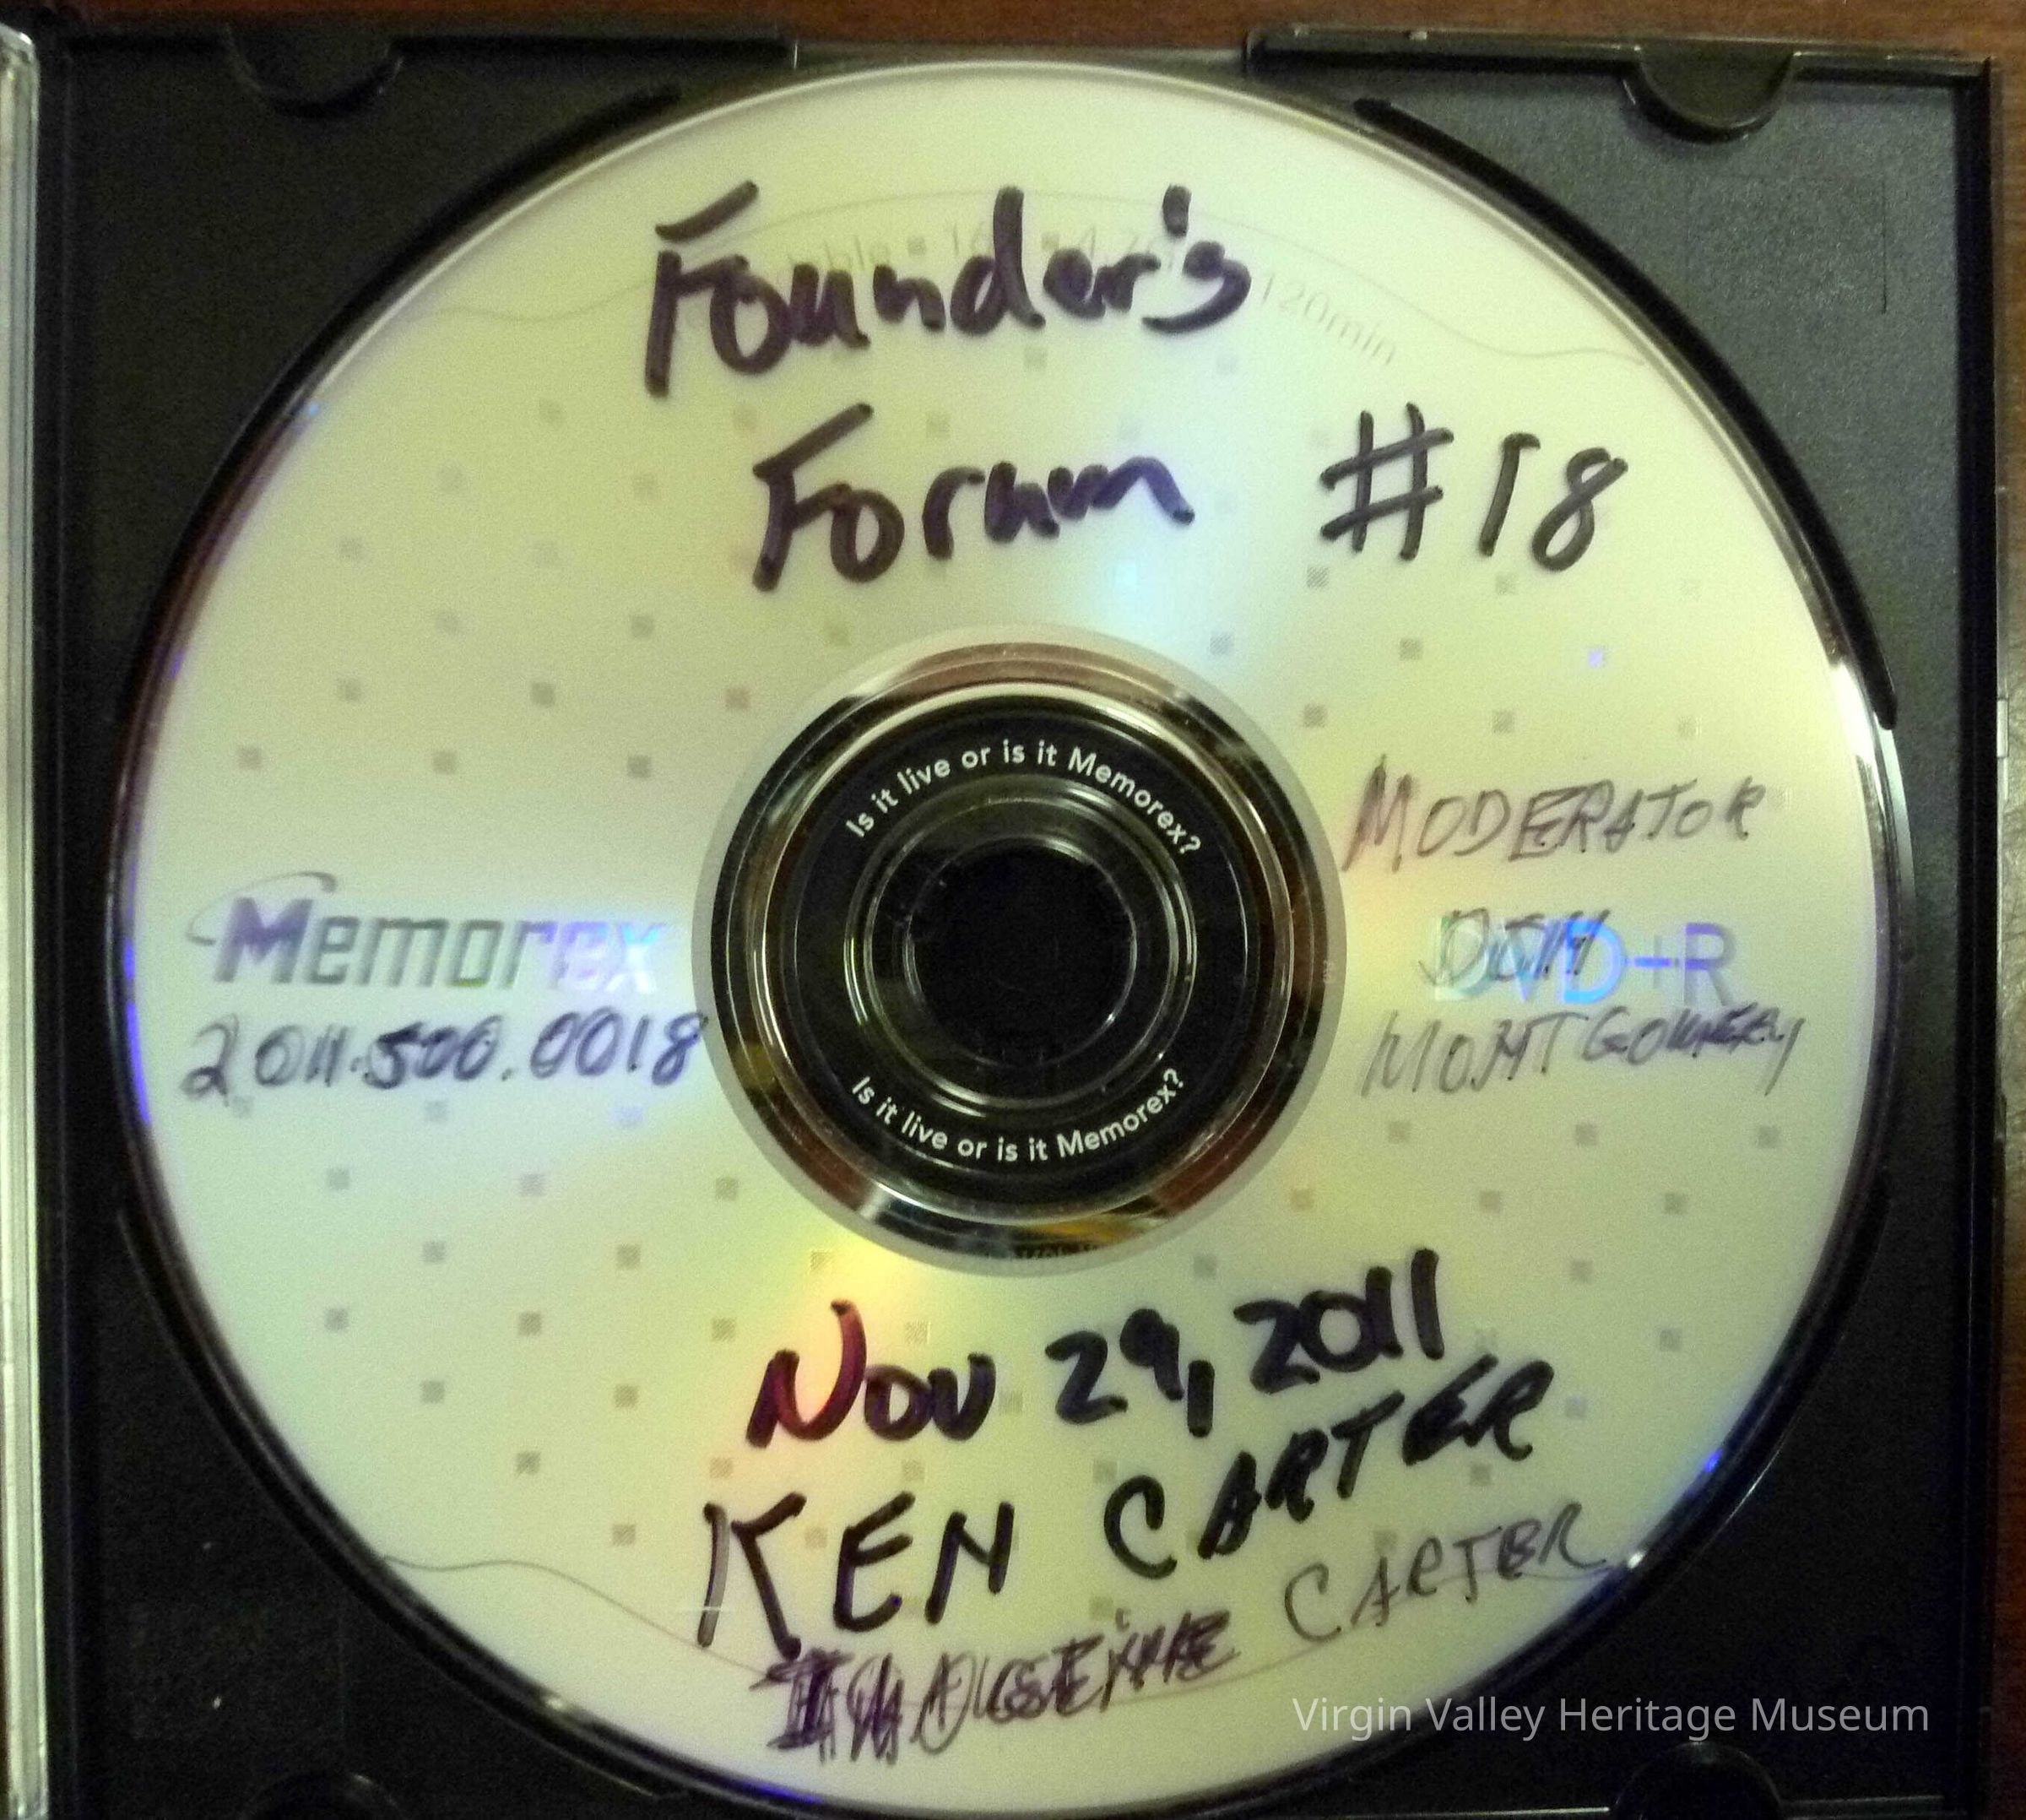 Founder's
Forum #18
120min
Is it live or is it Memorex?
MODERATOR
Memorex
DVD+R
2011.500.0018
MONTGOMERY
Is it live or is it Memorex?
Nov 29, 2011
KEN CARTER
CARTER
Virgin Valley Heritage Museum